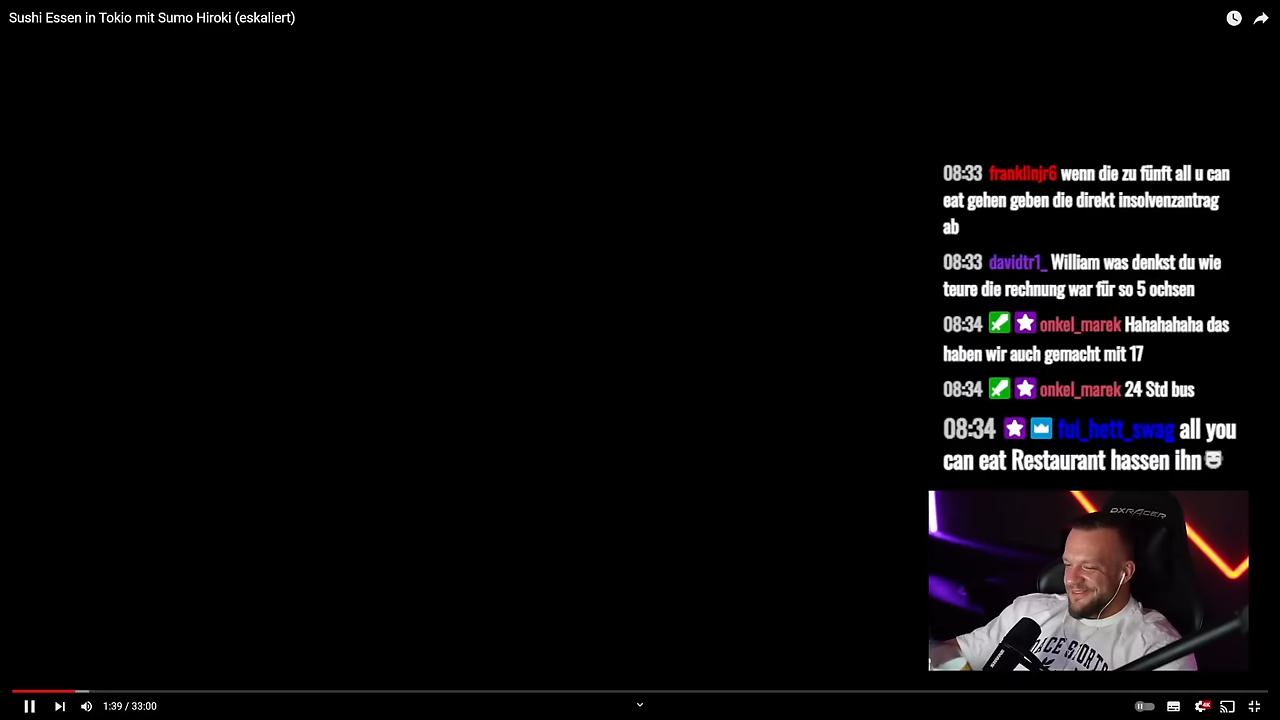 Sushi Essen in Tokio mit Sumo Hiroki (eskaliert)
08:33 franklinjr6 wenn die zu fünft all u can
eat gehen geben die direkt insolvenzantrag
ab
08:33 davidtr1_ William was denkst du wie
teure die rechnung war für so 5 ochsen
08:34 onkel_marek Hahahahaha das
haben wir auch gemacht mit 17
08:34 onkel_marek 24 Std bus
08:34 ful_hett_swag all you
can eat Restaurant hassen ihn
DXRACER
1:39 / 33:00
4K